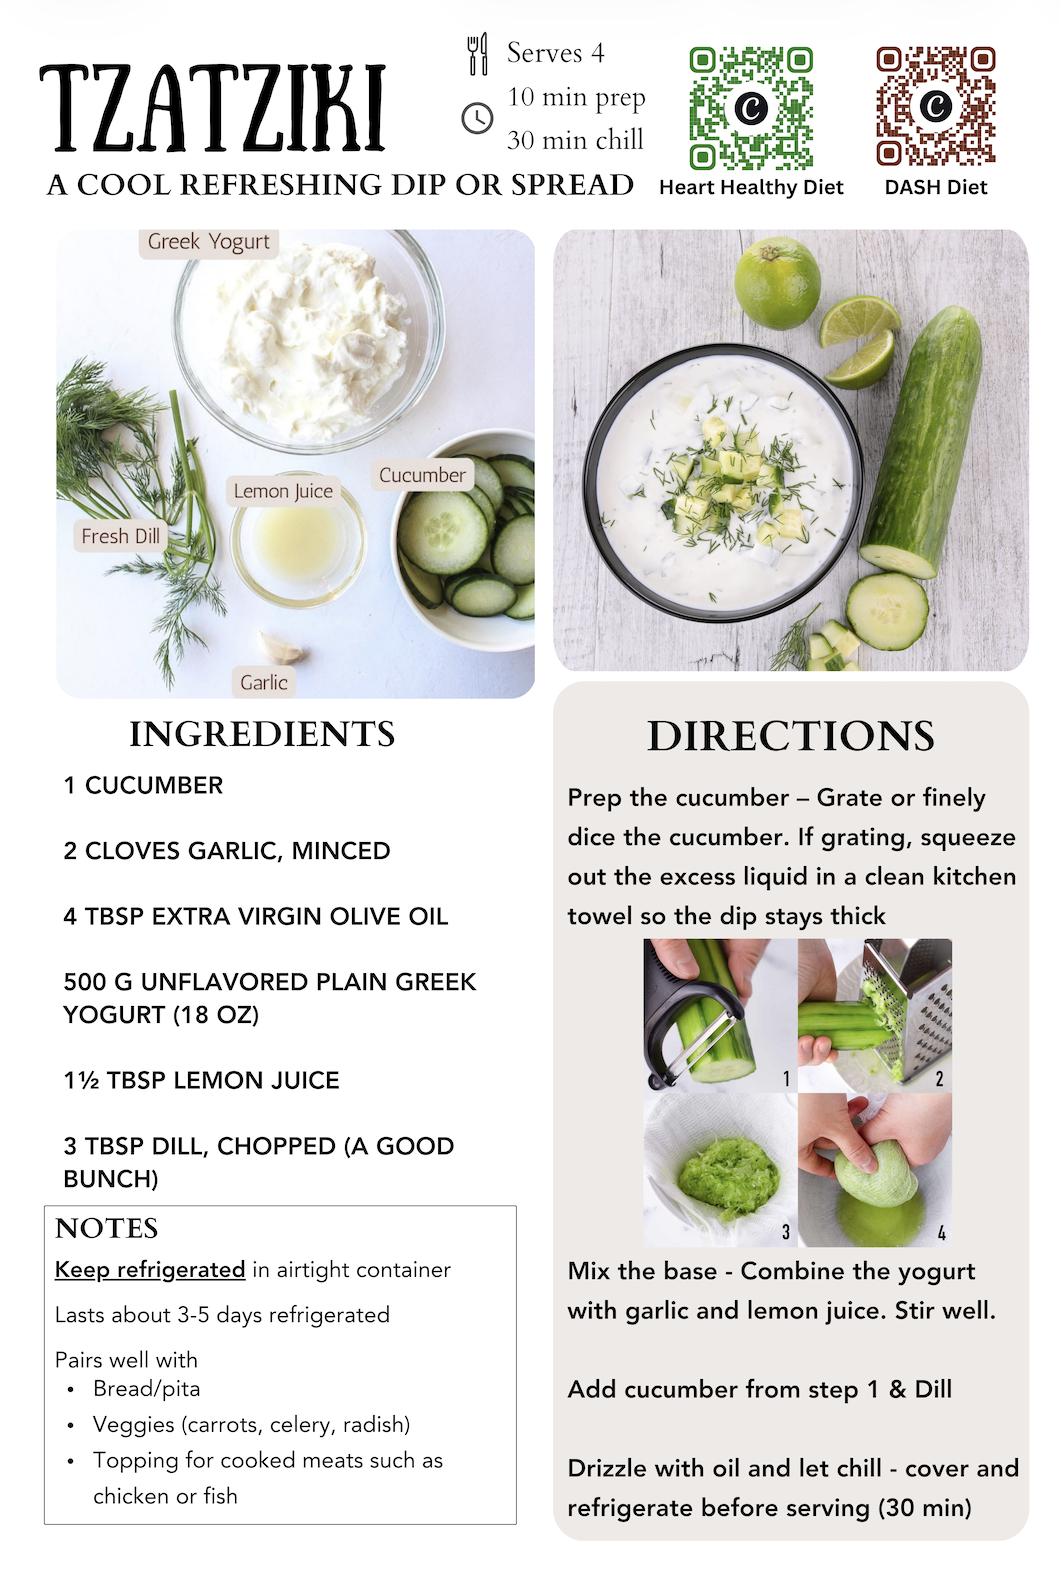 TZATZIKI
A COOL REFRESHING DIP OR SPREAD
Serves 4
10 min prep
30 min chill
C
Heart Healthy Diet
C
DASH Diet
Greek Yogurt
Lemon Juice
Cucumber
Fresh Dill
Garlic
INGREDIENTS
1 CUCUMBER
2 CLOVES GARLIC, MINCED
4 TBSP EXTRA VIRGIN OLIVE OIL
500 G UNFLAVORED PLAIN GREEK
YOGURT (18 OZ)
1½ TBSP LEMON JUICE
3 TBSP DILL, CHOPPED (A GOOD
BUNCH)
NOTES
Keep refrigerated in airtight container
Lasts about 3-5 days refrigerated
Pairs well with
• Bread/pita
• Veggies (carrots, celery, radish)
• Topping for cooked meats such as
chicken or fish
DIRECTIONS
Prep the cucumber – Grate or finely
dice the cucumber. If grating, squeeze
out the excess liquid in a clean kitchen
towel so the dip stays thick
1
2
3
4
Mix the base - Combine the yogurt
with garlic and lemon juice. Stir well.
Add cucumber from step 1 & Dill
Drizzle with oil and let chill - cover and
refrigerate before serving (30 min)